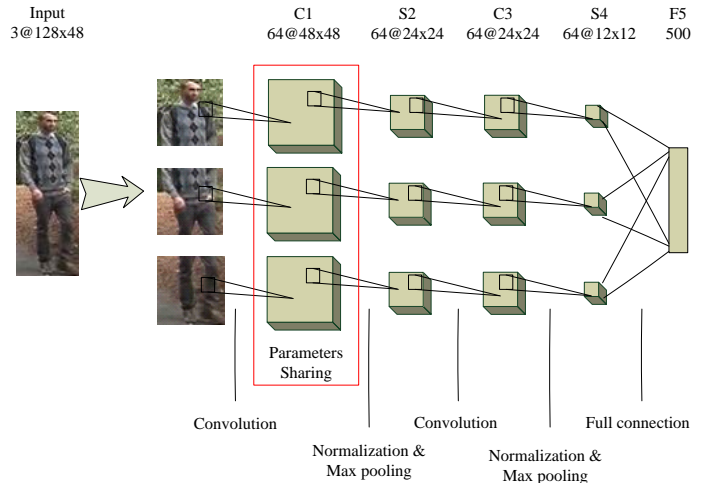 Input
3@128x48
C1
64@48x48
S2
64@24x24
C3
64@24x24
S4
64@12x12
F5
500
Parameters
Sharing
Convolution
Normalization &
Max pooling
Convolution
Normalization &
Max pooling
Full connection